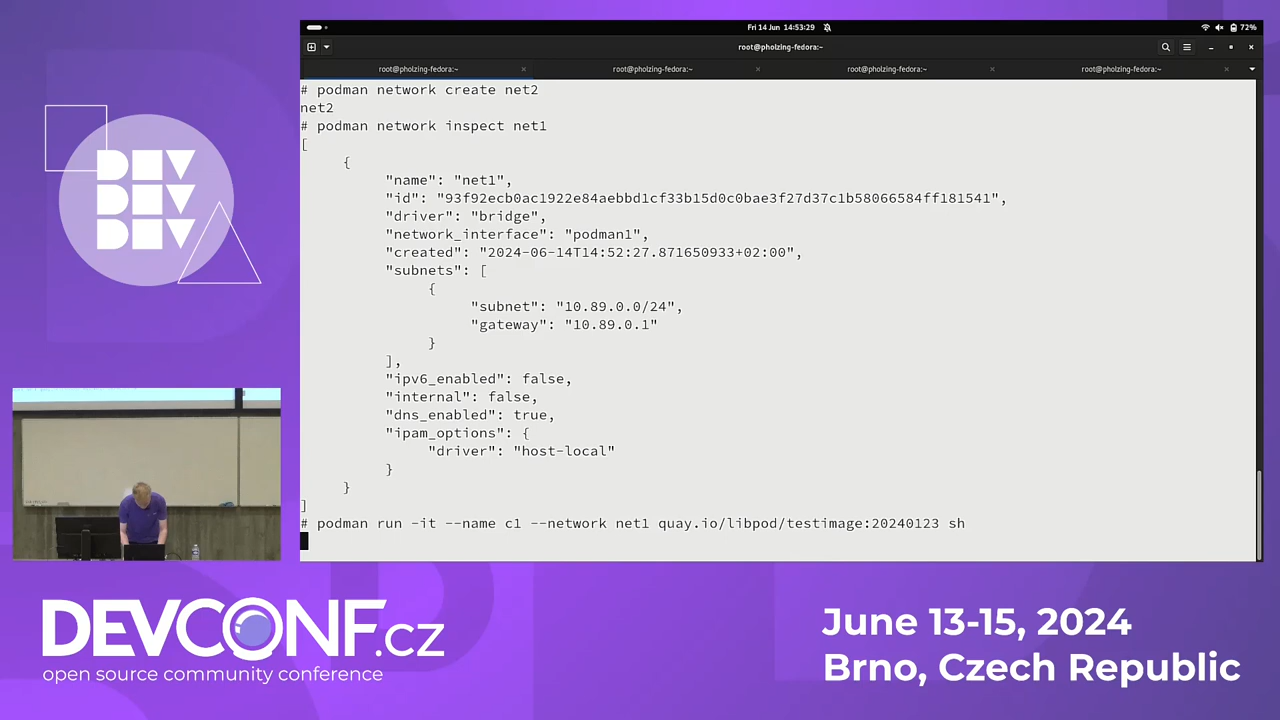 Fri 14 Jun 14:53:29
72%
root@pholzing-fedora:~
root@pholzing-fedora:~
root@pholzing-fedora:~
root@pholzing-fedora:~
root@pholzing-fedora:~
# podman network create net2
net2
# podman network inspect net1
[
{
"name": "net1",
"id": "93f92ecb0ac1922e84aebbd1cf33b15d0c0bae3f27d37c1b58066584ff181541",
"driver": "bridge",
"network_interface": "podman1",
"created": "2024-06-14T14:52:27.871650933+02:00",
"subnets": [
{
"subnet": "10.89.0.0/24",
"gateway": "10.89.0.1"
}
],
"ipv6_enabled": false,
"internal": false,
"dns_enabled": true,
"ipam_options": {
"driver": "host-local"
}
}
]
# podman run -it --name c1 --network net1 quay.io/libpod/testimage:20240123 sh
DEV
DEV
DEV
DEVCONF.cz
open source community conference
June 13-15, 2024
Brno, Czech Republic